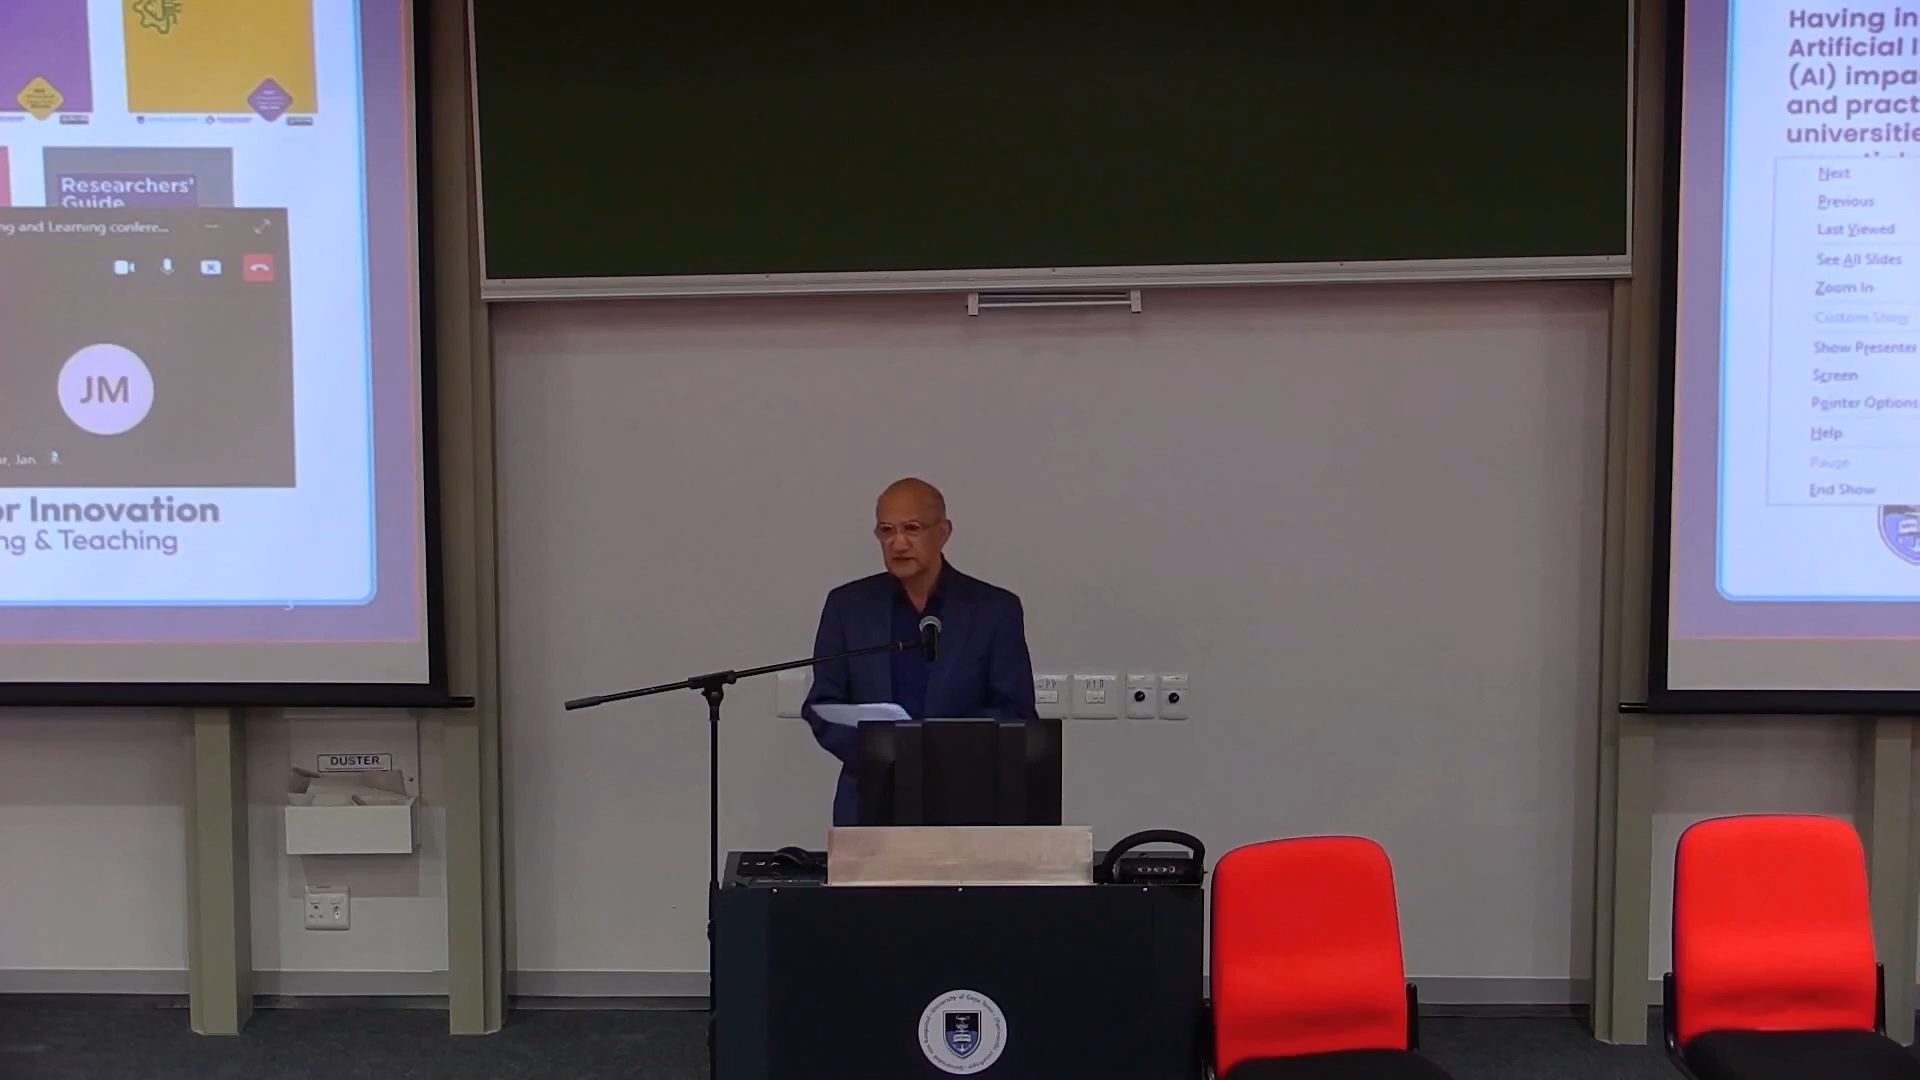 Researchers'
Guide
ng and Learning confere...
JM
Jan
or Innovation
ng & Teaching
DUSTER
Having in
Artificial I
(AI) impa
and pract
universitie
Next
Previous
Last Viewed
See All Slides
Zoom In
Custom Show
Show Presenter
Screen
Pointer Options
Help
Pause
End Show